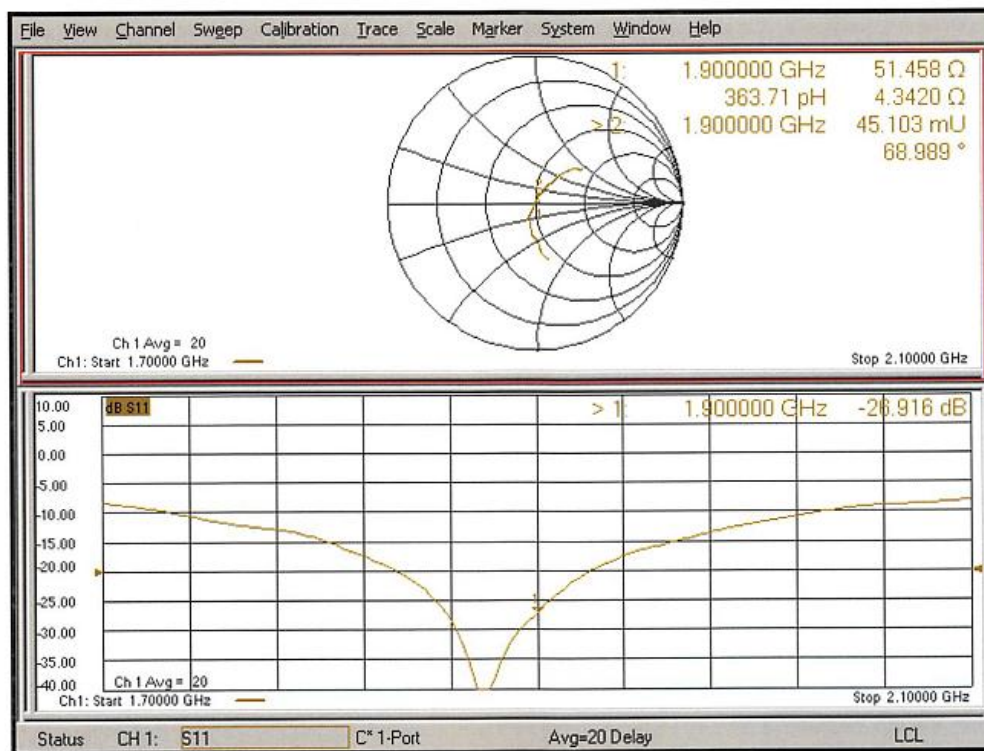 File View Channel Sweep Calibration Trace Scale Marker System Window Help
1: 1.900000 GHz 51.458 Ω
363.71 pH 4.3420 Ω
> 2: 1.900000 GHz 45.103 mU
68.989 °
Ch 1 Avg = 20
Ch1: Start 1.70000 GHz
Stop 2.10000 GHz
dB S11
> 1: 1.900000 GHz -26.916 dB
10.00
5.00
0.00
-5.00
-10.00
-15.00
-20.00
-25.00
-30.00
-35.00
-40.00
1
Ch 1 Avg = 20
Ch1: Start 1.70000 GHz
Stop 2.10000 GHz
Status CH 1: S11 C* 1-Port Avg=20 Delay LCL